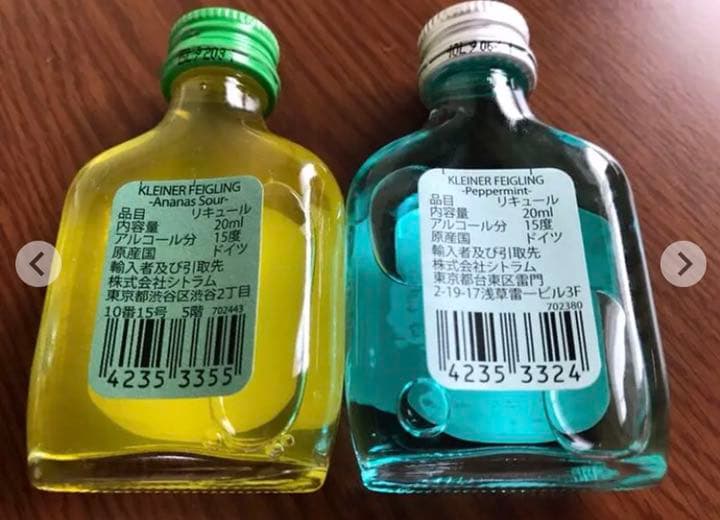 KLEINER FEIGLING
-Ananas Sour-
品目 リキュール
内容量 20ml
アルコール分 15度
原産国 ドイツ
輸入者及び引取先
株式会社シトラム
東京都渋谷区渋谷2丁目
10番15号 5階 702443
4235 3355
KLEINER FEIGLING
-Peppermint-
品目 リキュール
内容量 20ml
アルコール分 15度
原産国 ドイツ
輸入者及び引取先
株式会社シトラム
東京都台東区雷門
2-19-17浅草雷一ビル3F
702380
4235 3324